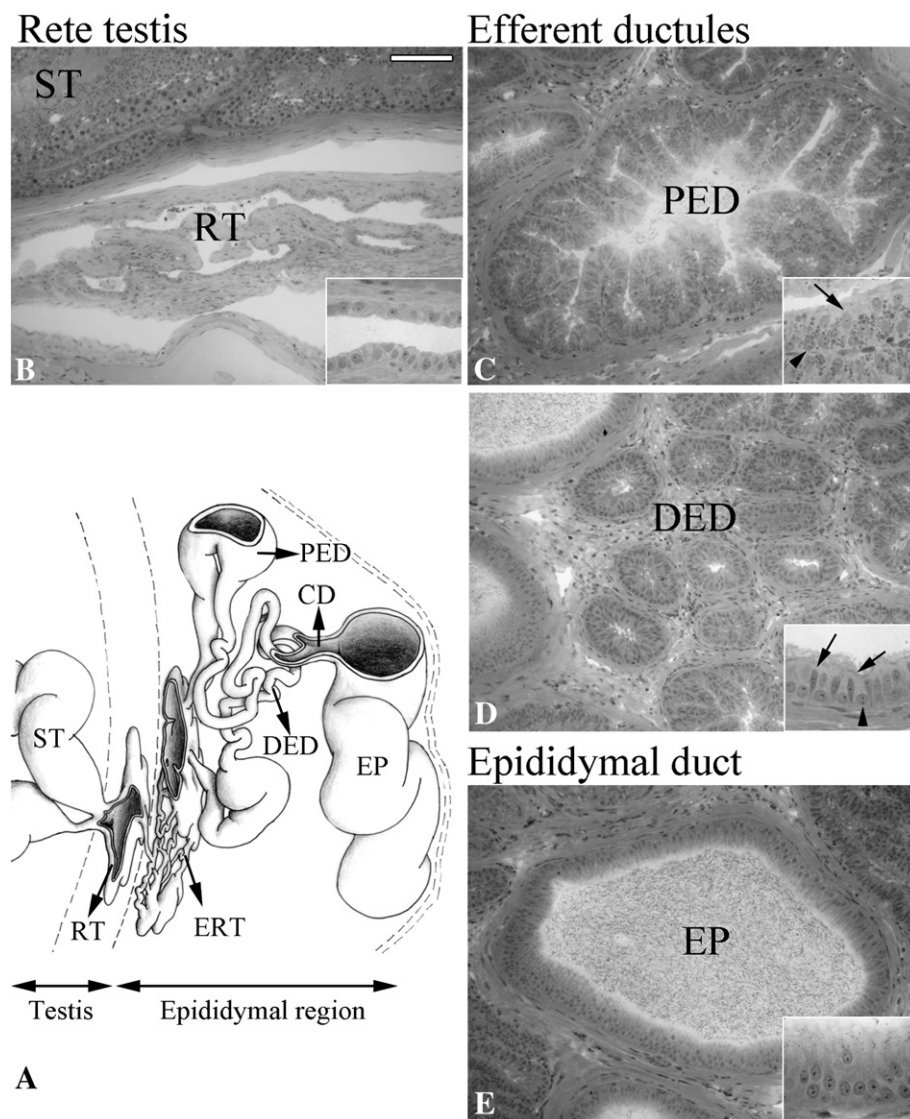 Rete testis
ST
RT
B
Efferent ductules
PED
C
DED
D
Epididymal duct
EP
E
PED
CD
ST
DED
EP
RT
ERT
Testis
Epididymal region
A